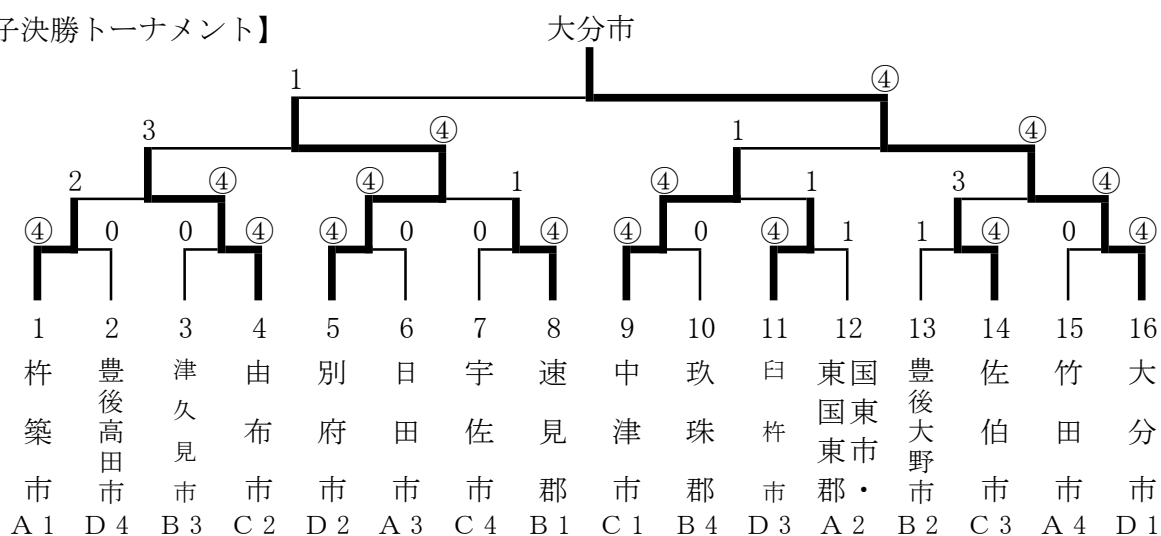 子決勝トーナメント】
大分市
1 ④
3 ④ 1 ④
2 ④ ④ 1 ④ 1 3 ④
④ 0 0 ④ ④ 0 0 ④ ④ 0 ④ 1 1 ④ 0 ④
1 2 3 4 5 6 7 8 9 10 11 12 13 14 15 16
杵築市
豊後高田市
津久見市
由布市
別府市
日田市
宇佐市
速見郡
中津市
玖珠郡
臼杵市
国東市・
東国東郡
豊後大野市
佐伯市
竹田市
大分市
A1 D4 B3 C2 D2 A3 C4 B1 C1 B4 D3 A2 B2 C3 A4 D1